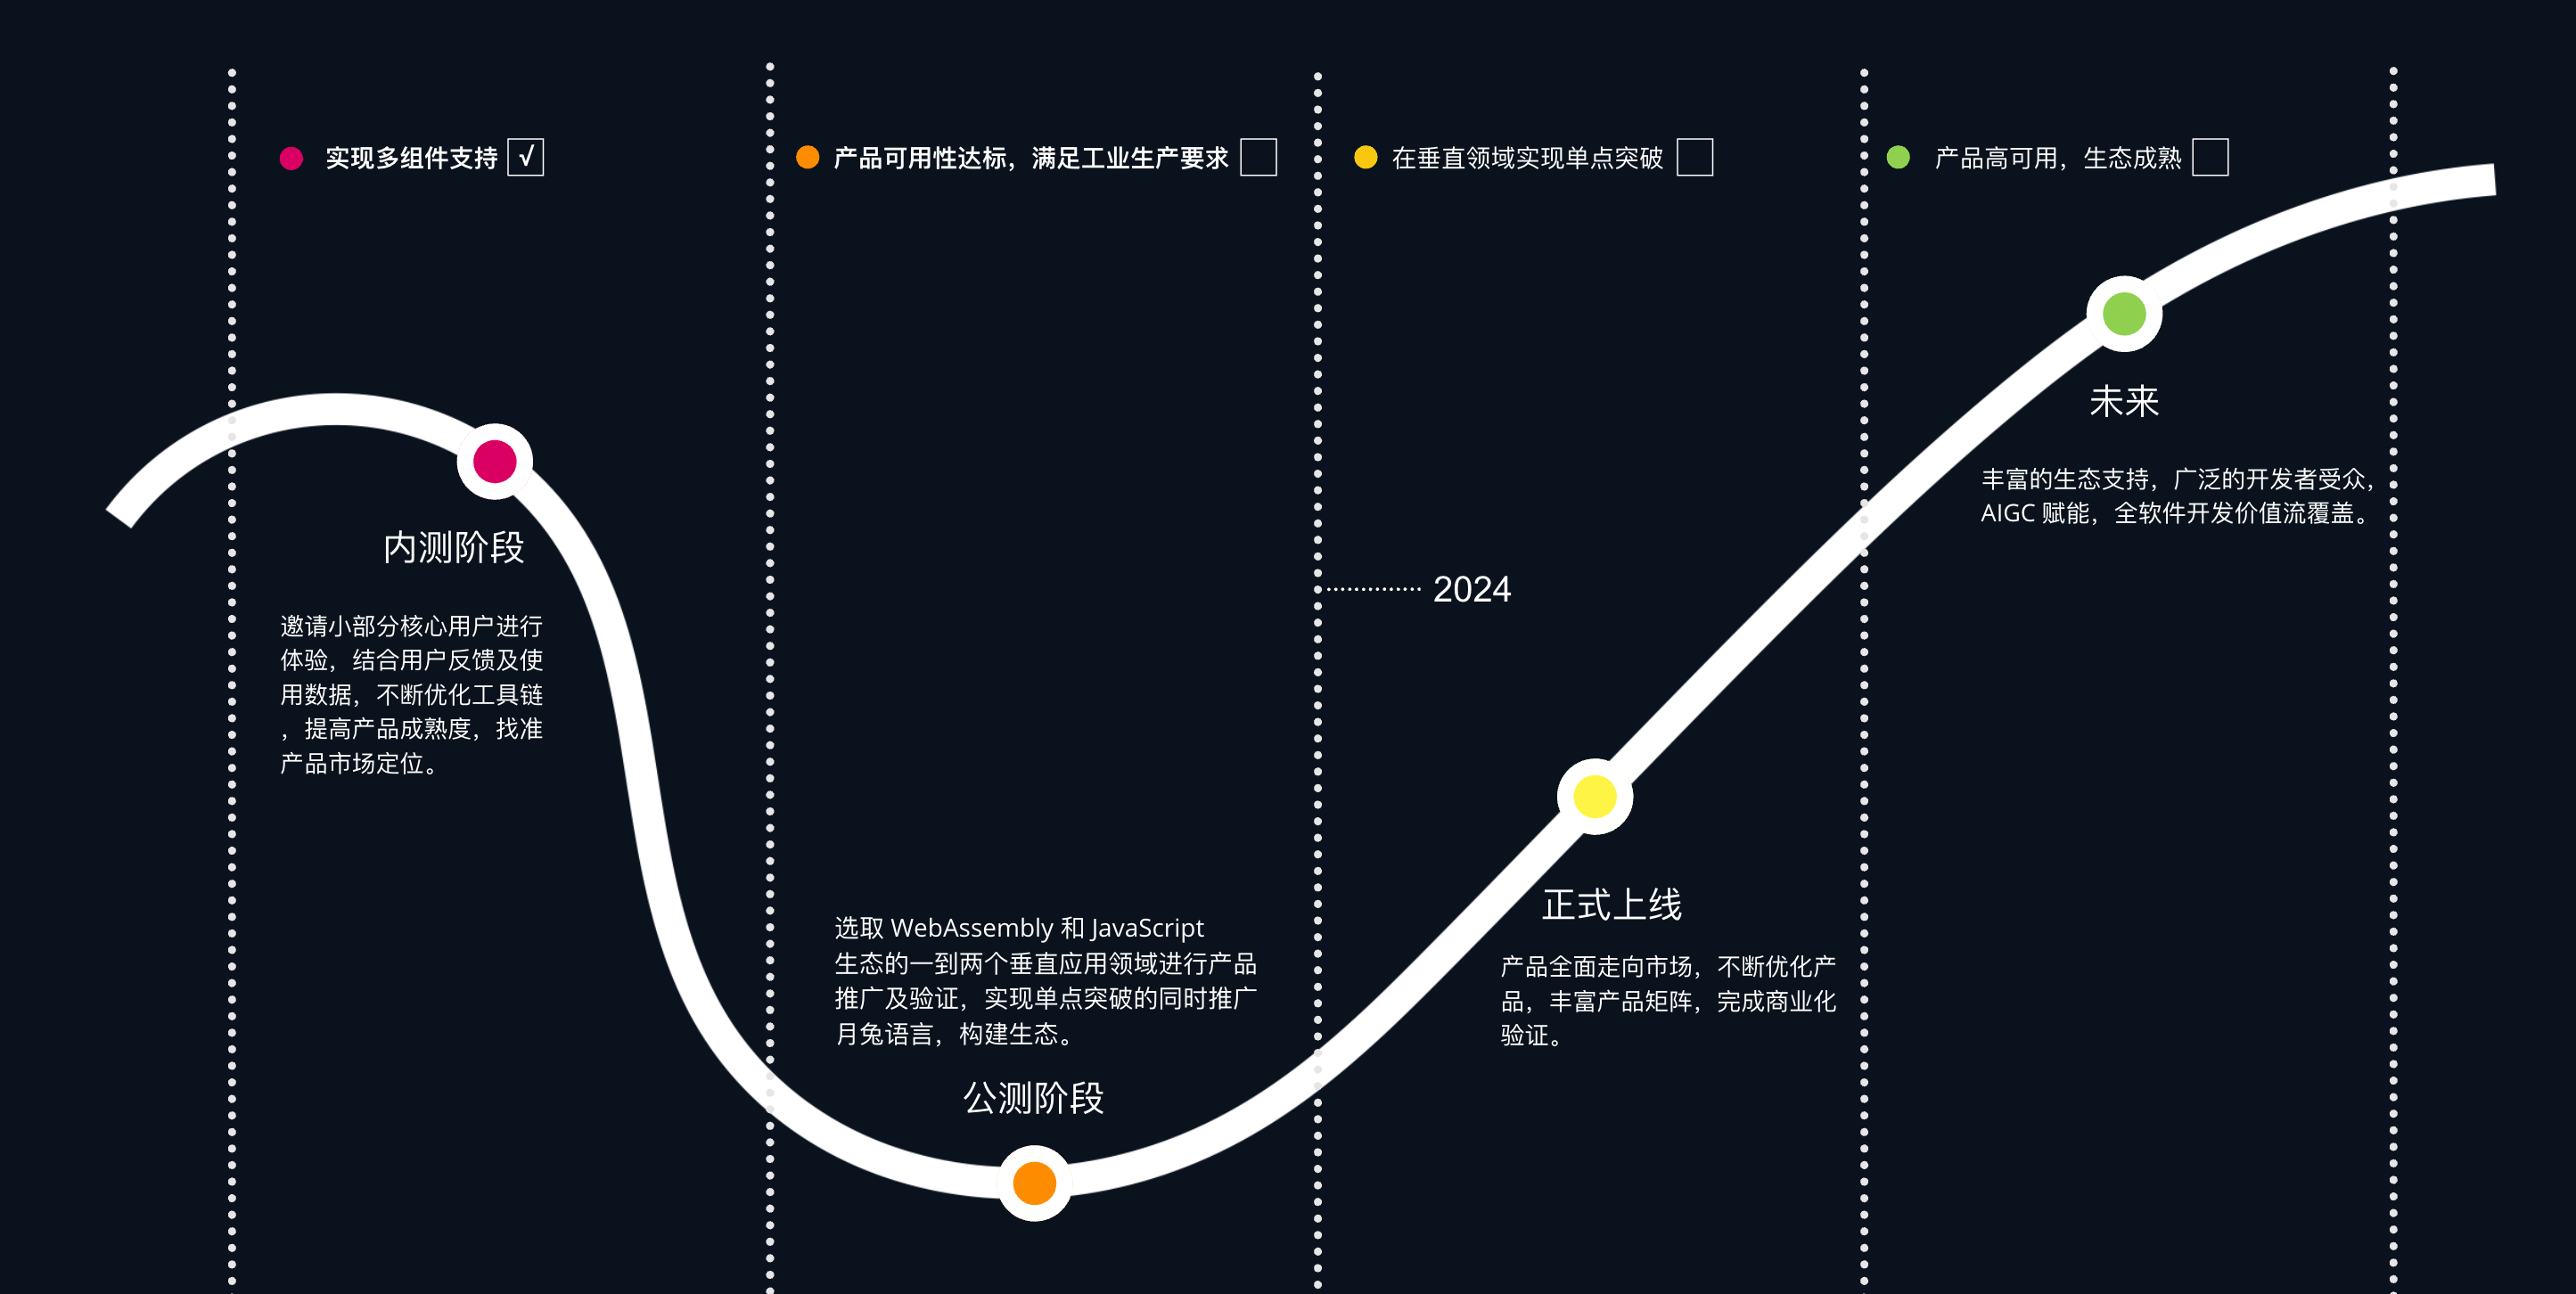 实现多组件支持 √
产品可用性达标，满足工业生产要求
在垂直领域实现单点突破
产品高可用，生态成熟
内测阶段
邀请小部分核心用户进行
体验，结合用户反馈及使
用数据，不断优化工具链
，提高产品成熟度，找准
产品市场定位。
选取 WebAssembly 和 JavaScript
生态的一到两个垂直应用领域进行产品
推广及验证，实现单点突破的同时推广
月兔语言，构建生态。
公测阶段
2024
正式上线
产品全面走向市场，不断优化产
品，丰富产品矩阵，完成商业化
验证。
未来
丰富的生态支持，广泛的开发者受众，
AIGC 赋能，全软件开发价值流覆盖。